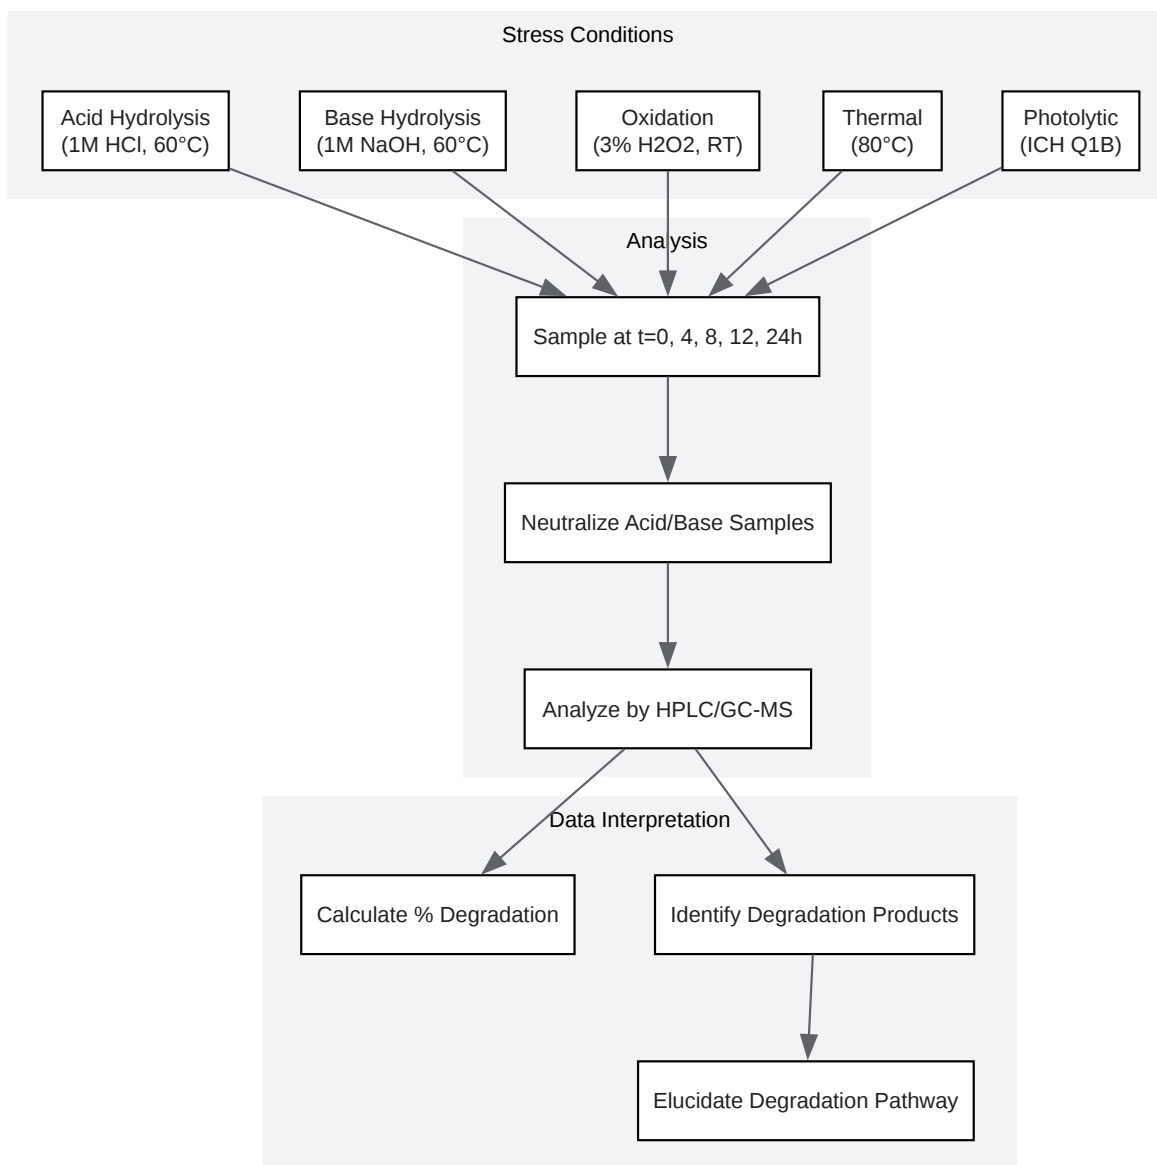 Stress Conditions
Acid Hydrolysis
(1M HCl, 60°C)
Base Hydrolysis
(1M NaOH, 60°C)
Oxidation
(3% H2O2, RT)
Thermal
(80°C)
Photolytic
(ICH Q1B)
Analysis
Sample at t=0, 4, 8, 12, 24h
Neutralize Acid/Base Samples
Analyze by HPLC/GC-MS
Data Interpretation
Calculate % Degradation
Identify Degradation Products
Elucidate Degradation Pathway